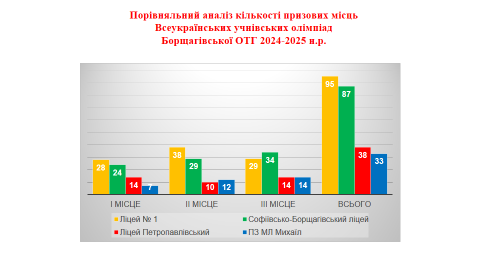 Порівняльний аналіз кількості призових місць
Всеукраїнських учнівських олімпіад
Борщагівської ОТГ 2024-2025 н.р.
28 24 14 7
38 29 10 12
29 34 14 14
95 87 38 33
І МІСЦЕ ІІ МІСЦЕ ІІІ МІСЦЕ ВСЬОГО
Ліцей № 1 Софіївсько-Борщагівський ліцей
Ліцей Петропавлівський ПЗ МЛ Михаїл